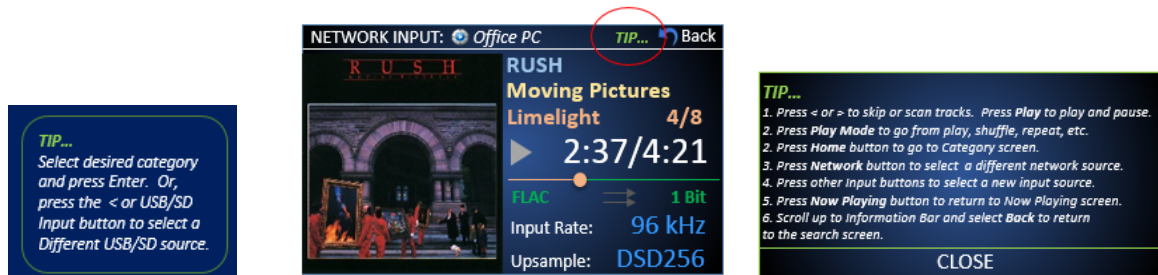 TIP...
Select desired category
and press Enter. Or,
press the < or USB/SD
Input button to select a
Different USB/SD source.
NETWORK INPUT: Office PC TIP... Back
RUSH
RUSH
Moving Pictures
Limelight 4/8
2:37/4:21
FLAC 1 Bit
Input Rate: 96 kHz
Upsample: DSD256
TIP...
1. Press < or > to skip or scan tracks. Press Play to play and pause.
2. Press Play Mode to go from play, shuffle, repeat, etc.
2. Press Home button to go to Category screen.
3. Press Network button to select a different network source.
4. Press other Input buttons to select a new input source.
5. Press Now Playing button to return to Now Playing screen.
6. Scroll up to Information Bar and select Back to return
to the search screen.
CLOSE